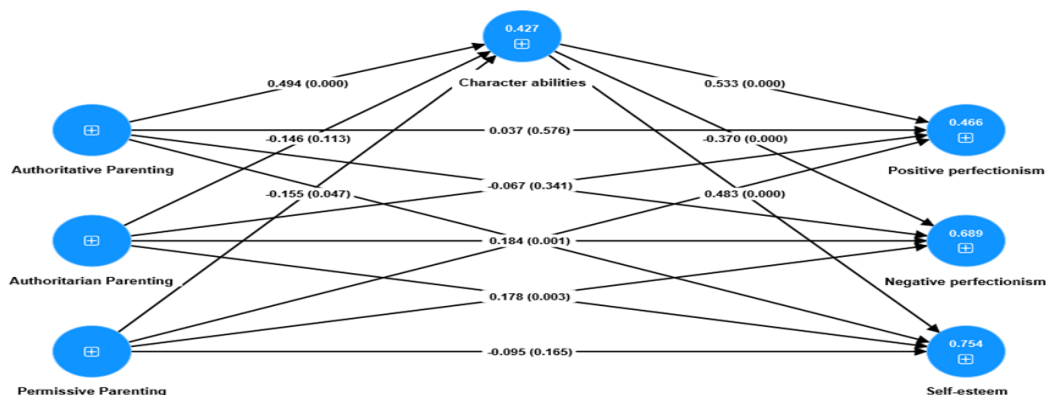 0.427
Character abilities
0.494 (0.000)
0.533 (0.000)
Authoritative Parenting
-0.146 (0.113)
0.037 (0.576)
-0.370 (0.000)
0.466
Positive perfectionism
-0.155 (0.047)
-0.067 (0.341)
0.483 (0.000)
Authoritarian Parenting
0.184 (0.001)
0.689
Negative perfectionism
0.178 (0.003)
Permissive Parenting
-0.095 (0.165)
0.754
Self-esteem